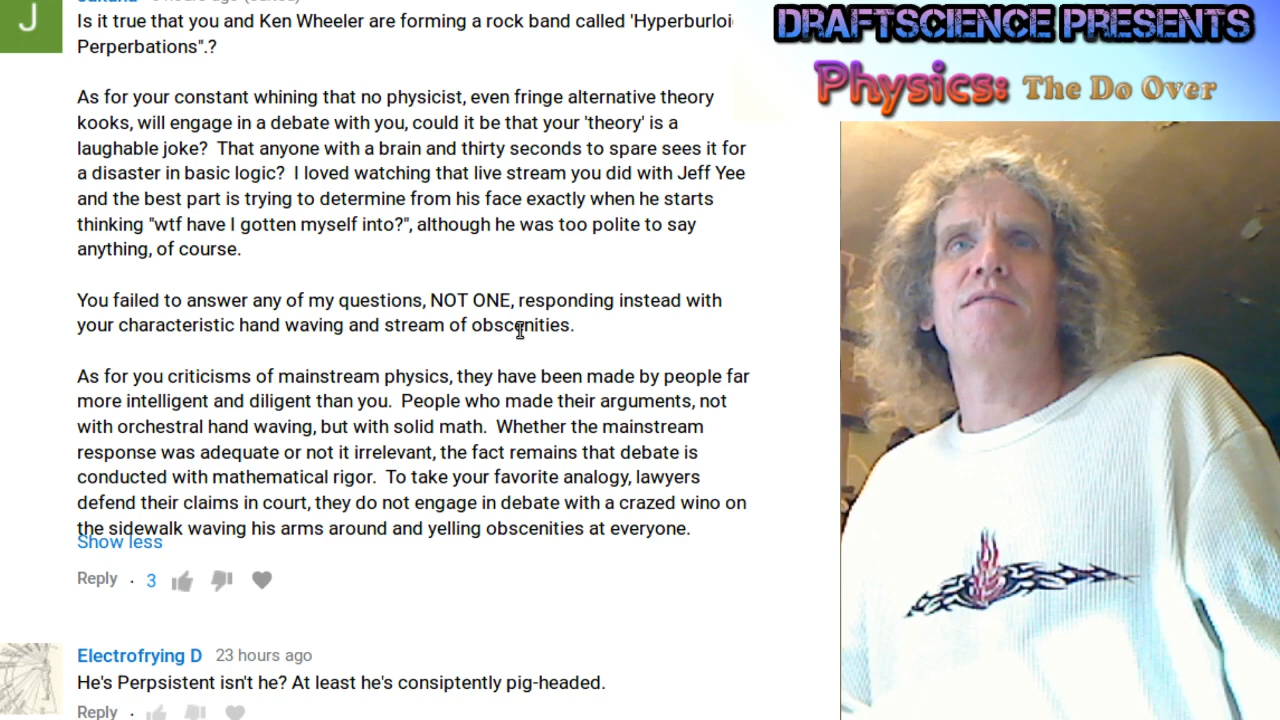 J
Is it true that you and Ken Wheeler are forming a rock band called 'Hyperburloi
Perperbations".?
As for your constant whining that no physicist, even fringe alternative theory
kooks, will engage in a debate with you, could it be that your 'theory' is a
laughable joke?  That anyone with a brain and thirty seconds to spare sees it for
a disaster in basic logic?  I loved watching that live stream you did with Jeff Yee
and the best part is trying to determine from his face exactly when he starts
thinking "wtf have I gotten myself into?", although he was too polite to say
anything, of course.
You failed to answer any of my questions, NOT ONE, responding instead with
your characteristic hand waving and stream of obscenities.
As for you criticisms of mainstream physics, they have been made by people far
more intelligent and diligent than you.  People who made their arguments, not
with orchestral hand waving, but with solid math.  Whether the mainstream
response was adequate or not it irrelevant, the fact remains that debate is
conducted with mathematical rigor.  To take your favorite analogy, lawyers
defend their claims in court, they do not engage in debate with a crazed wino on
the sidewalk waving his arms around and yelling obscenities at everyone.
Show less
Reply · 3
Electrofrying D 23 hours ago
He's Perpsistent isn't he? At least he's consiptently pig-headed.
Reply ·
DRAFTSCIENCE PRESENTS
Physics: The Do Over